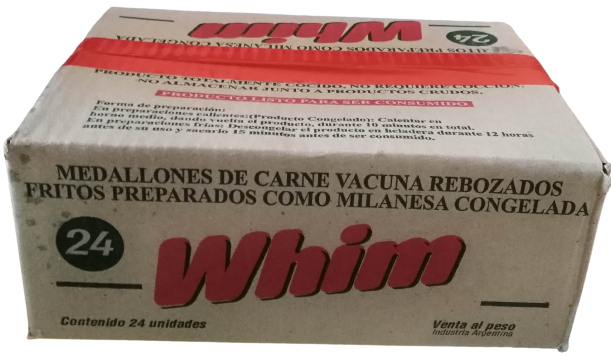 Whim
24
FRITOS PREPARADOS COMO MILANESA CONGELADA
PRODUCTO TOTALMENTE COCIDO, NO REQUIERE COCCION.
NO ALMACENAR JUNTO A PRODUCTOS CRUDOS.
PRODUCTO LISTO PARA SER CONSUMIDO
Forma de preparación:
En preparaciones calientes:(Producto Congelado): Calentar en
horno medio, dando vuelta el producto, durante 10 minutos en total.
En preparaciones frías: Descongelar el producto en heladera durante 12 horas
antes de su uso y sacarlo 15 minutos antes de ser consumido.
MEDALLONES DE CARNE VACUNA REBOZADOS
FRITOS PREPARADOS COMO MILANESA CONGELADA
24
Whim
Contenido 24 unidades
Venta al peso
Industria Argentina